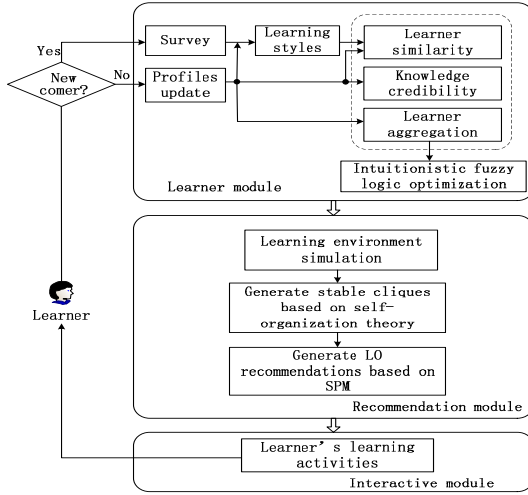 Yes
Survey
Learning
styles
Learner
similarity
New
comer?
No
Profiles
update
Knowledge
credibility
Learner
aggregation
Intuitionistic fuzzy
logic optimization
Learner module
Learning environment
simulation
Generate stable cliques
based on self-
organization theory
Learner
Generate LO
recommendations based on
SPM
Recommendation module
Learner's learning
activities
Interactive module